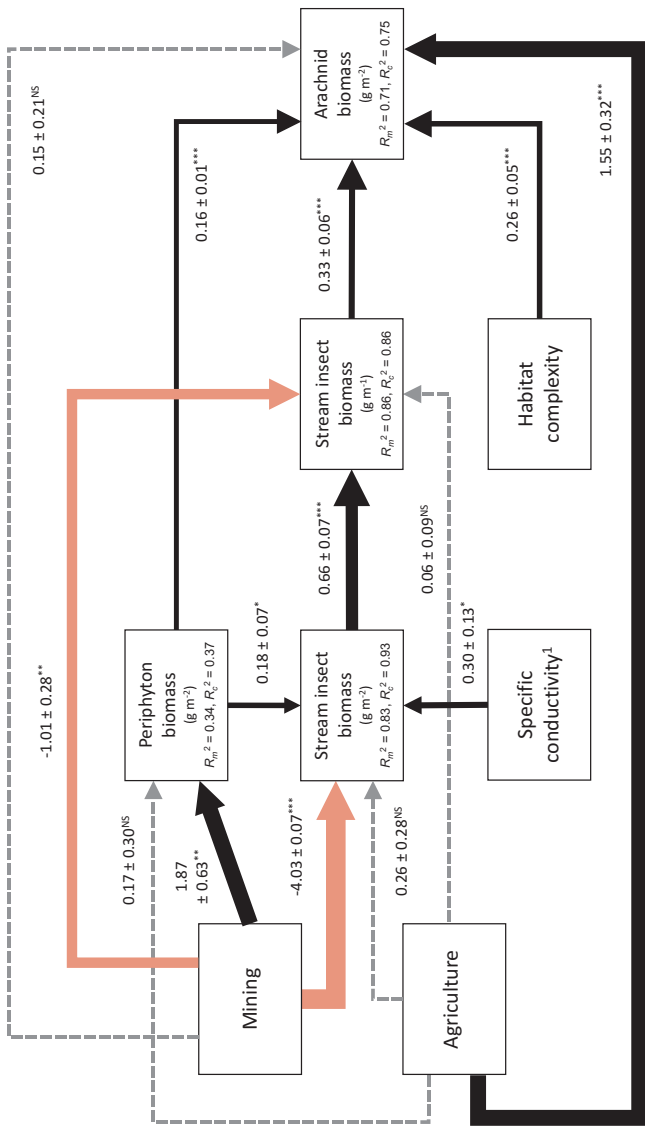 Arachnid
biomass
(g m⁻²)
Rₘ² = 0.71, R꜀² = 0.75
0.15 ± 0.21ᴺˢ
0.16 ± 0.01***
0.33 ± 0.06***
0.26 ± 0.05***
1.55 ± 0.32***
Stream insect
biomass
(g m⁻¹)
Rₘ² = 0.86, R꜀² = 0.86
Habitat
complexity
-1.01 ± 0.28**
0.18 ± 0.07*
0.66 ± 0.07***
0.06 ± 0.09ᴺˢ
0.30 ± 0.13*
Periphyton
biomass
(g m⁻²)
Rₘ² = 0.34, R꜀² = 0.37
Stream insect
biomass
(g m⁻²)
Rₘ² = 0.83, R꜀² = 0.93
Specific
conductivity¹
0.17 ± 0.30ᴺˢ
1.87
± 0.63**
-4.03 ± 0.07***
0.26 ± 0.28ᴺˢ
Mining
Agriculture